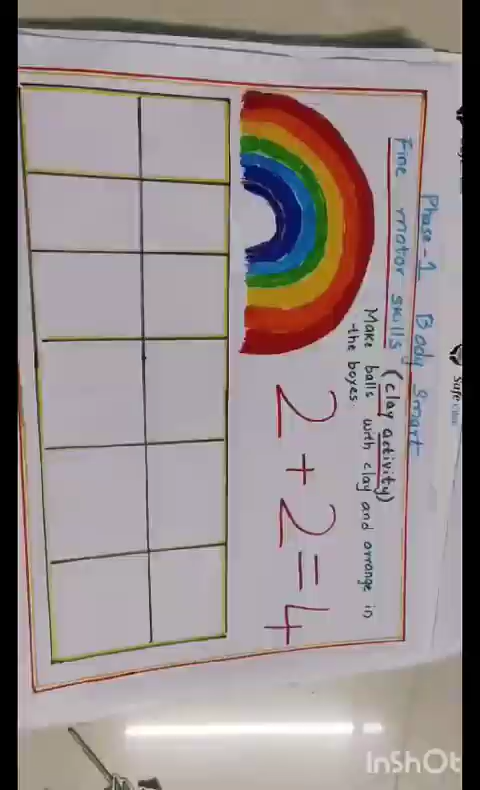 Phase-1 Body smart
Fine motor skills (clay activity)
Make balls with clay and arrange in
the boxes.
2+2=4
Safe
InShOt